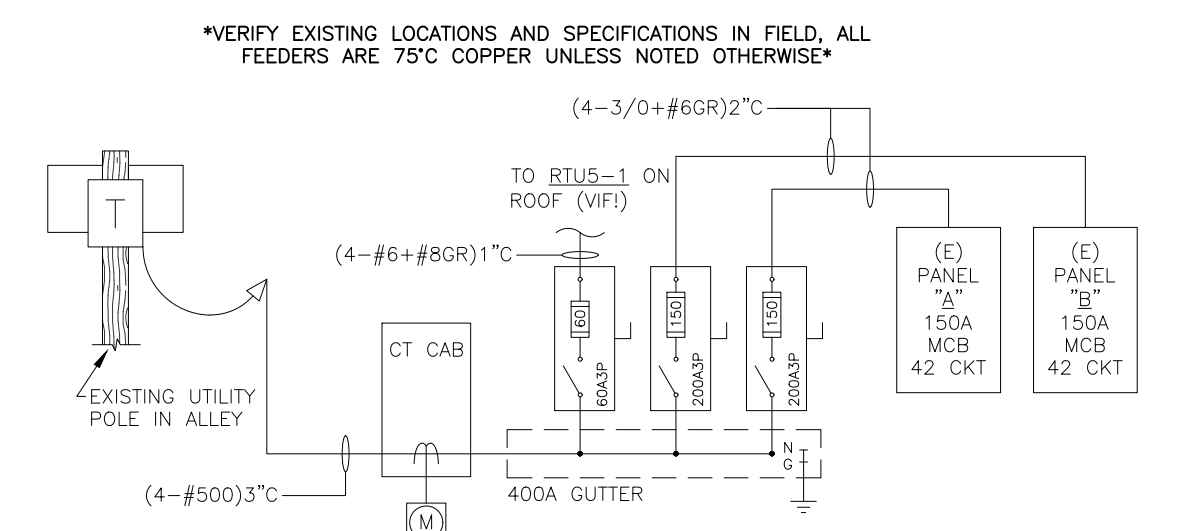 *VERIFY EXISTING LOCATIONS AND SPECIFICATIONS IN FIELD, ALL
FEEDERS ARE 75°C COPPER UNLESS NOTED OTHERWISE*
(4-3/0+#6GR)2"C
TO RTU5-1 ON
ROOF (VIF!)
T
(4-#6+#8GR)1"C
60
60A3P
150
200A3P
150
200A3P
(E)
PANEL
"A"
150A
MCB
42 CKT
(E)
PANEL
"B"
150A
MCB
42 CKT
CT CAB
EXISTING UTILITY
POLE IN ALLEY
N
G
(4-#500)3"C
400A GUTTER
M